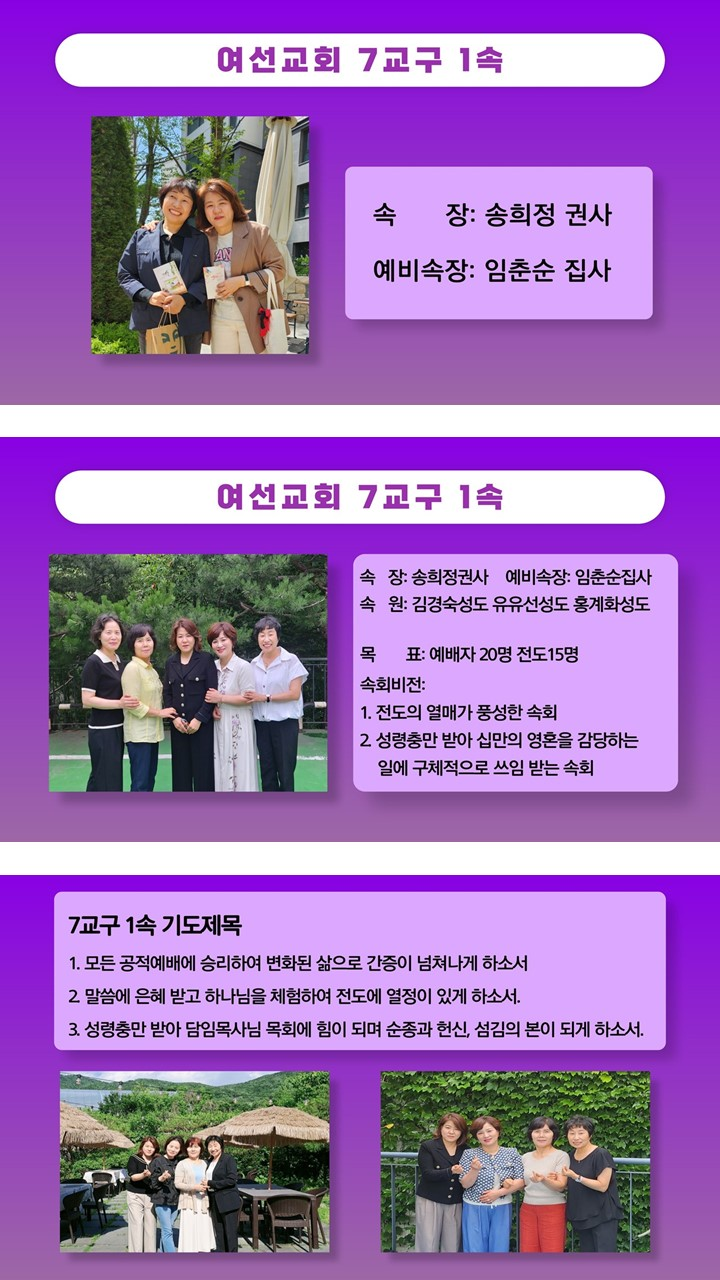 여선교회 7교구 1속
속 장: 송희정 권사
예비속장: 임춘순 집사
여선교회 7교구 1속
속 장: 송희정권사 예비속장: 임춘순집사
속 원: 김경숙성도 유유선성도 홍계화성도
목 표: 예배자 20명 전도15명
속회비전:
1. 전도의 열매가 풍성한 속회
2. 성령충만 받아 십만의 영혼을 감당하는
일에 구체적으로 쓰임 받는 속회
7교구 1속 기도제목
1. 모든 공적예배에 승리하여 변화된 삶으로 간증이 넘쳐나게 하소서
2. 말씀에 은혜 받고 하나님을 체험하여 전도에 열정이 있게 하소서.
3. 성령충만 받아 담임목사님 목회에 힘이 되며 순종과 헌신, 섬김의 본이 되게 하소서.